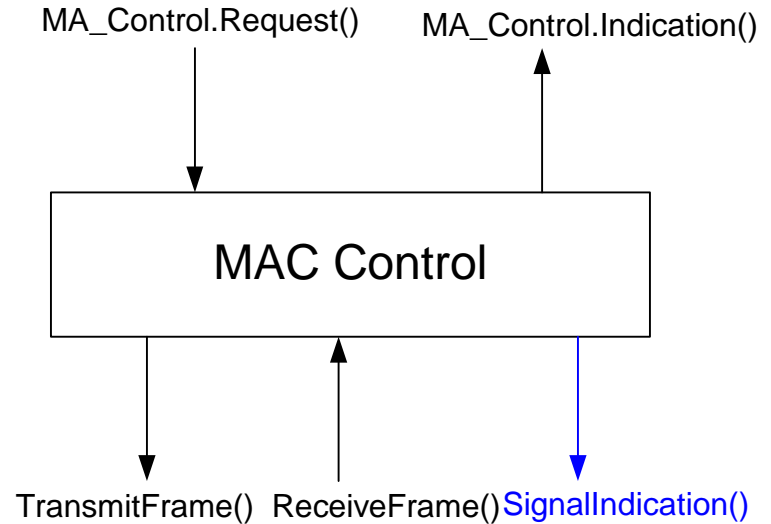 MA_Control.Request()
MA_Control.Indication()
MAC Control
TransmitFrame()
ReceiveFrame()
SignalIndication()